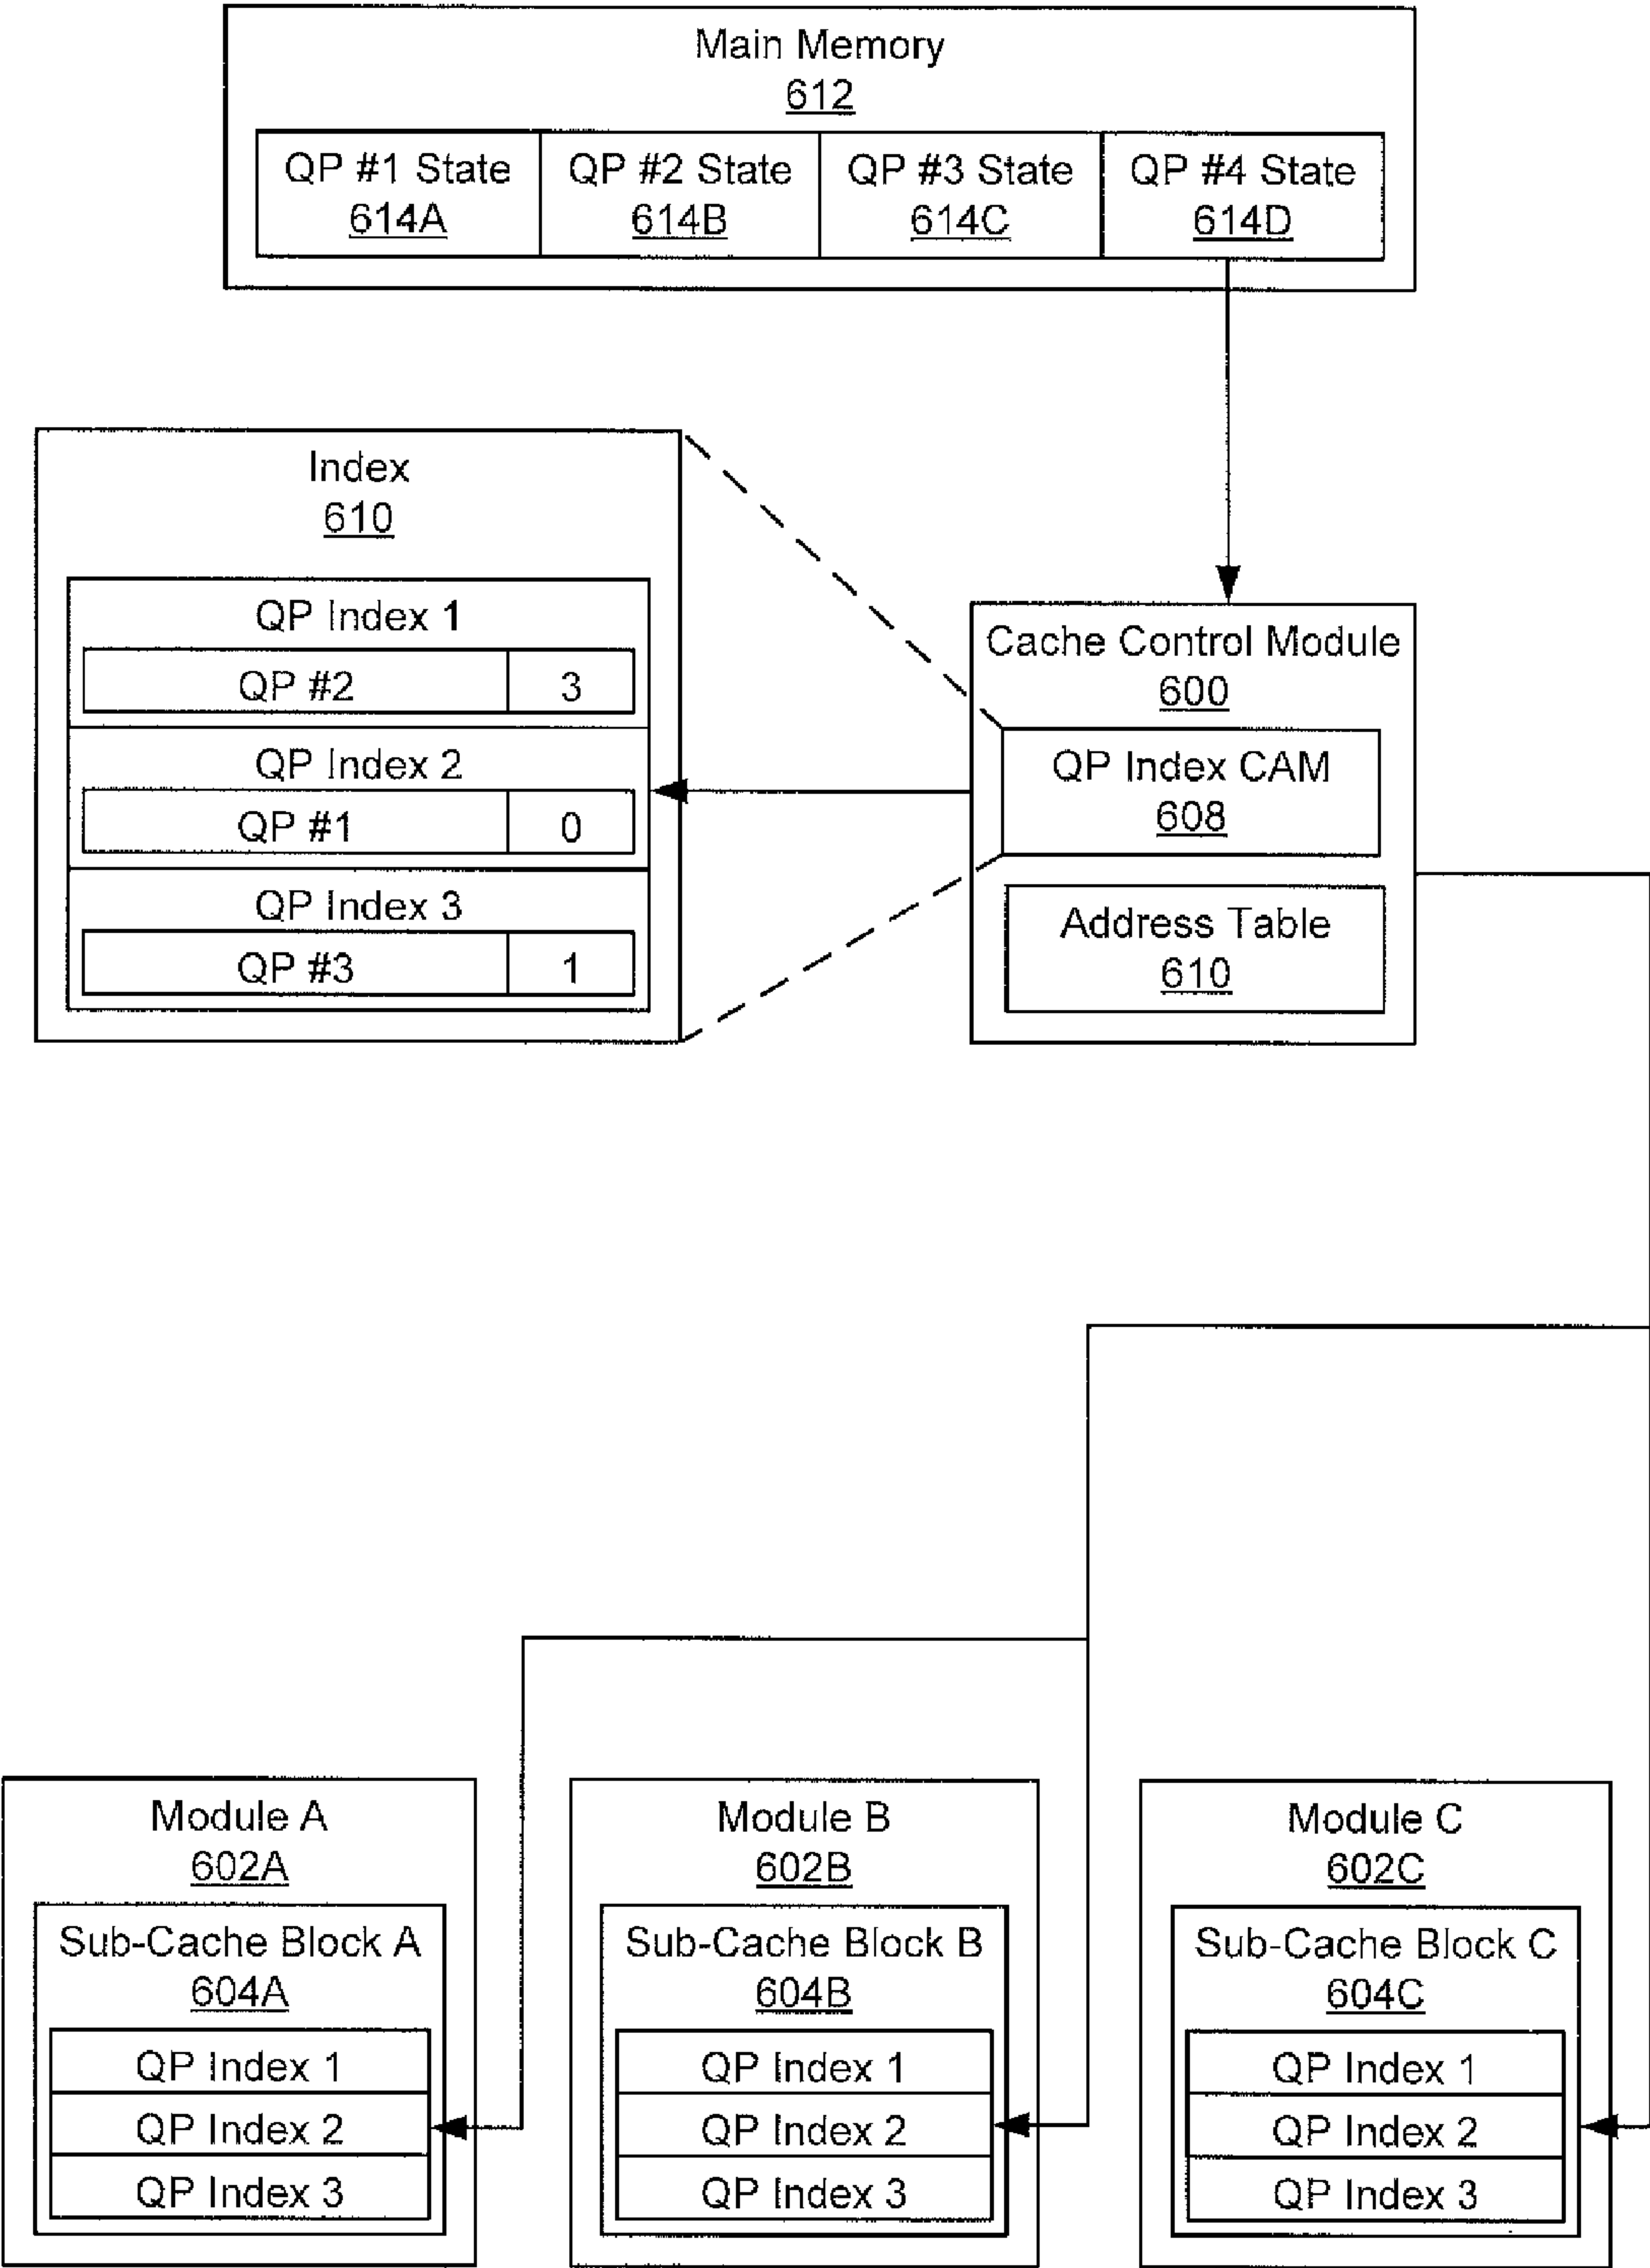 Main Memory
612
QP #1 State QP #2 State QP #3 State QP #4 State
614A 614B 614C 614D
Index
610
QP Index 1
QP #2 3
QP Index 2
QP #1 0
QP Index 3
QP #3 1
Cache Control Module
600
QP Index CAM
608
Address Table
610
Module A
602A
Sub-Cache Block A
604A
QP Index 1
QP Index 2
QP Index 3
Module B
602B
Sub-Cache Block B
604B
QP Index 1
QP Index 2
QP Index 3
Module C
602C
Sub-Cache Block C
604C
QP Index 1
QP Index 2
QP Index 3